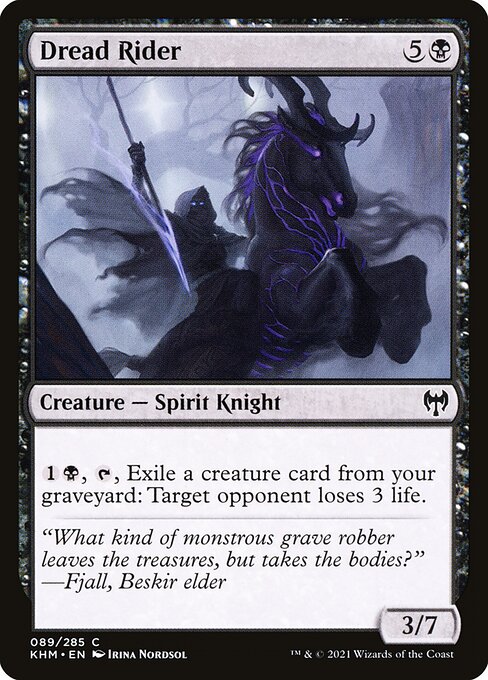 Dread Rider 5
Creature — Spirit Knight
1, , Exile a creature card from your
graveyard: Target opponent loses 3 life.
“What kind of monstrous grave robber
leaves the treasures, but takes the bodies?”
—Fjall, Beskir elder
3/7
089/285 C
KHM • EN Irina Nordsol
™ & © 2021 Wizards of the Coast